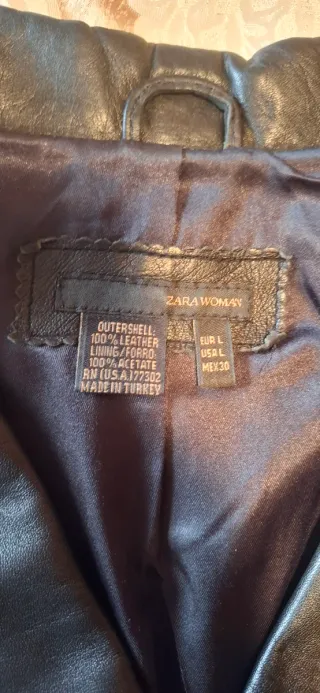 ZARA WOMAN
OUTERSHELL:
100% LEATHER
LINING/FORRO:
100% ACETATE
RN (U.S.A.) 77302
MADE IN TURKEY
EUR L
USA L
MEX 30